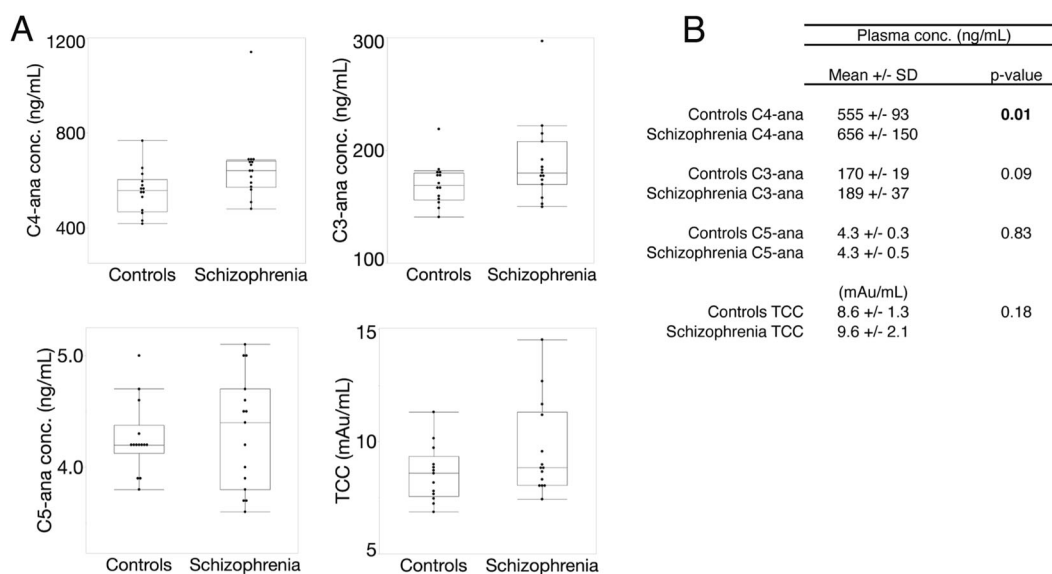 A
C4-ana conc. (ng/mL)
1200
800
400
Controls Schizophrenia
C3-ana conc. (ng/mL)
300
200
100
Controls Schizophrenia
C5-ana conc. (ng/mL)
5.0
4.0
Controls Schizophrenia
TCC (mAu/mL)
15
10
5
Controls Schizophrenia
B
Plasma conc. (ng/mL)
Mean +/- SD p-value
Controls C4-ana 555 +/- 93 0.01
Schizophrenia C4-ana 656 +/- 150
Controls C3-ana 170 +/- 19 0.09
Schizophrenia C3-ana 189 +/- 37
Controls C5-ana 4.3 +/- 0.3 0.83
Schizophrenia C5-ana 4.3 +/- 0.5
(mAu/mL)
Controls TCC 8.6 +/- 1.3 0.18
Schizophrenia TCC 9.6 +/- 2.1